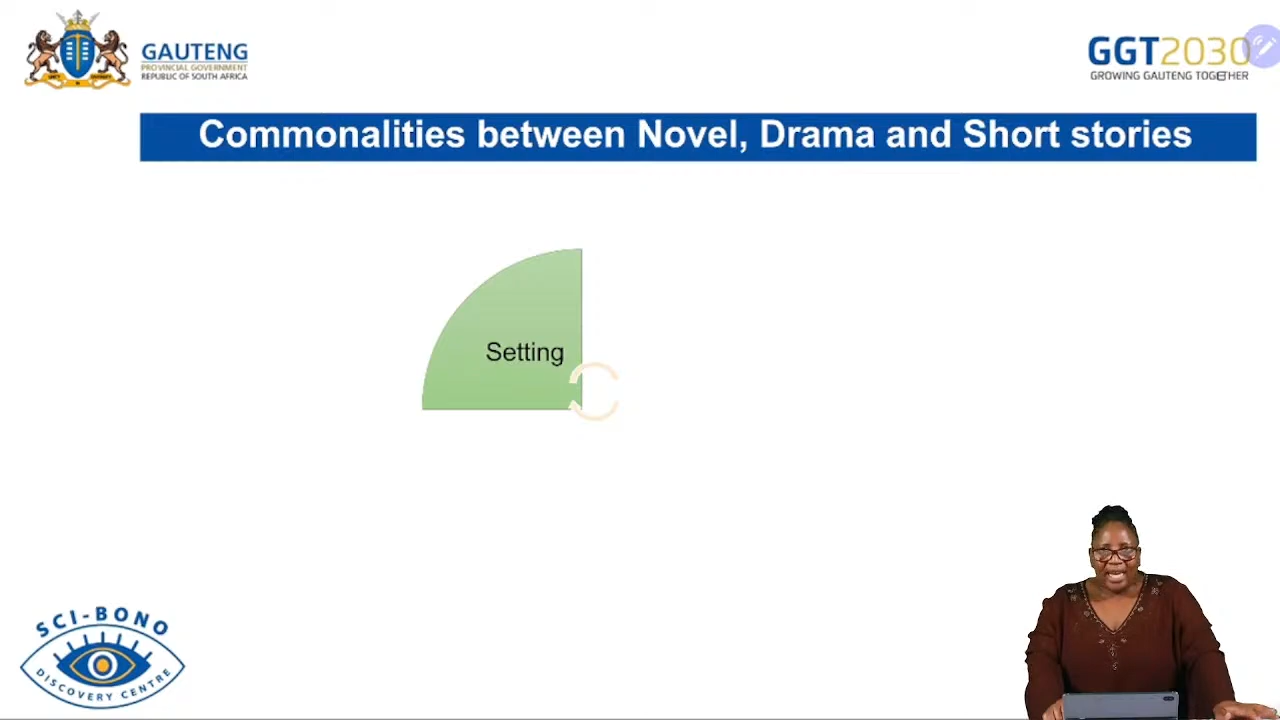 GAUTENG
PROVINCIAL GOVERNMENT
REPUBLIC OF SOUTH AFRICA
GGT2030
GROWING GAUTENG TOGETHER
Commonalities between Novel, Drama and Short stories
Setting
SCI-BONO
DISCOVERY CENTRE